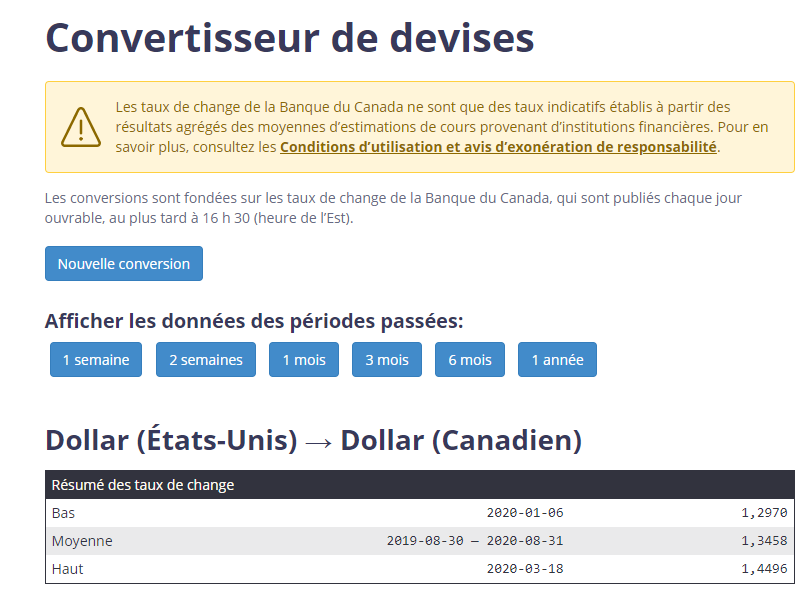 Convertisseur de devises
Les taux de change de la Banque du Canada ne sont que des taux indicatifs établis à partir des
résultats agrégés des moyennes d’estimations de cours provenant d’institutions financières. Pour en
savoir plus, consultez les Conditions d’utilisation et avis d’exonération de responsabilité.
Les conversions sont fondées sur les taux de change de la Banque du Canada, qui sont publiés chaque jour
ouvrable, au plus tard à 16 h 30 (heure de l’Est).
Nouvelle conversion
Afficher les données des périodes passées:
1 semaine 2 semaines 1 mois 3 mois 6 mois 1 année
Dollar (États-Unis) → Dollar (Canadien)
Résumé des taux de change
Bas 2020-01-06 1,2970
Moyenne 2019-08-30 – 2020-08-31 1,3458
Haut 2020-03-18 1,4496